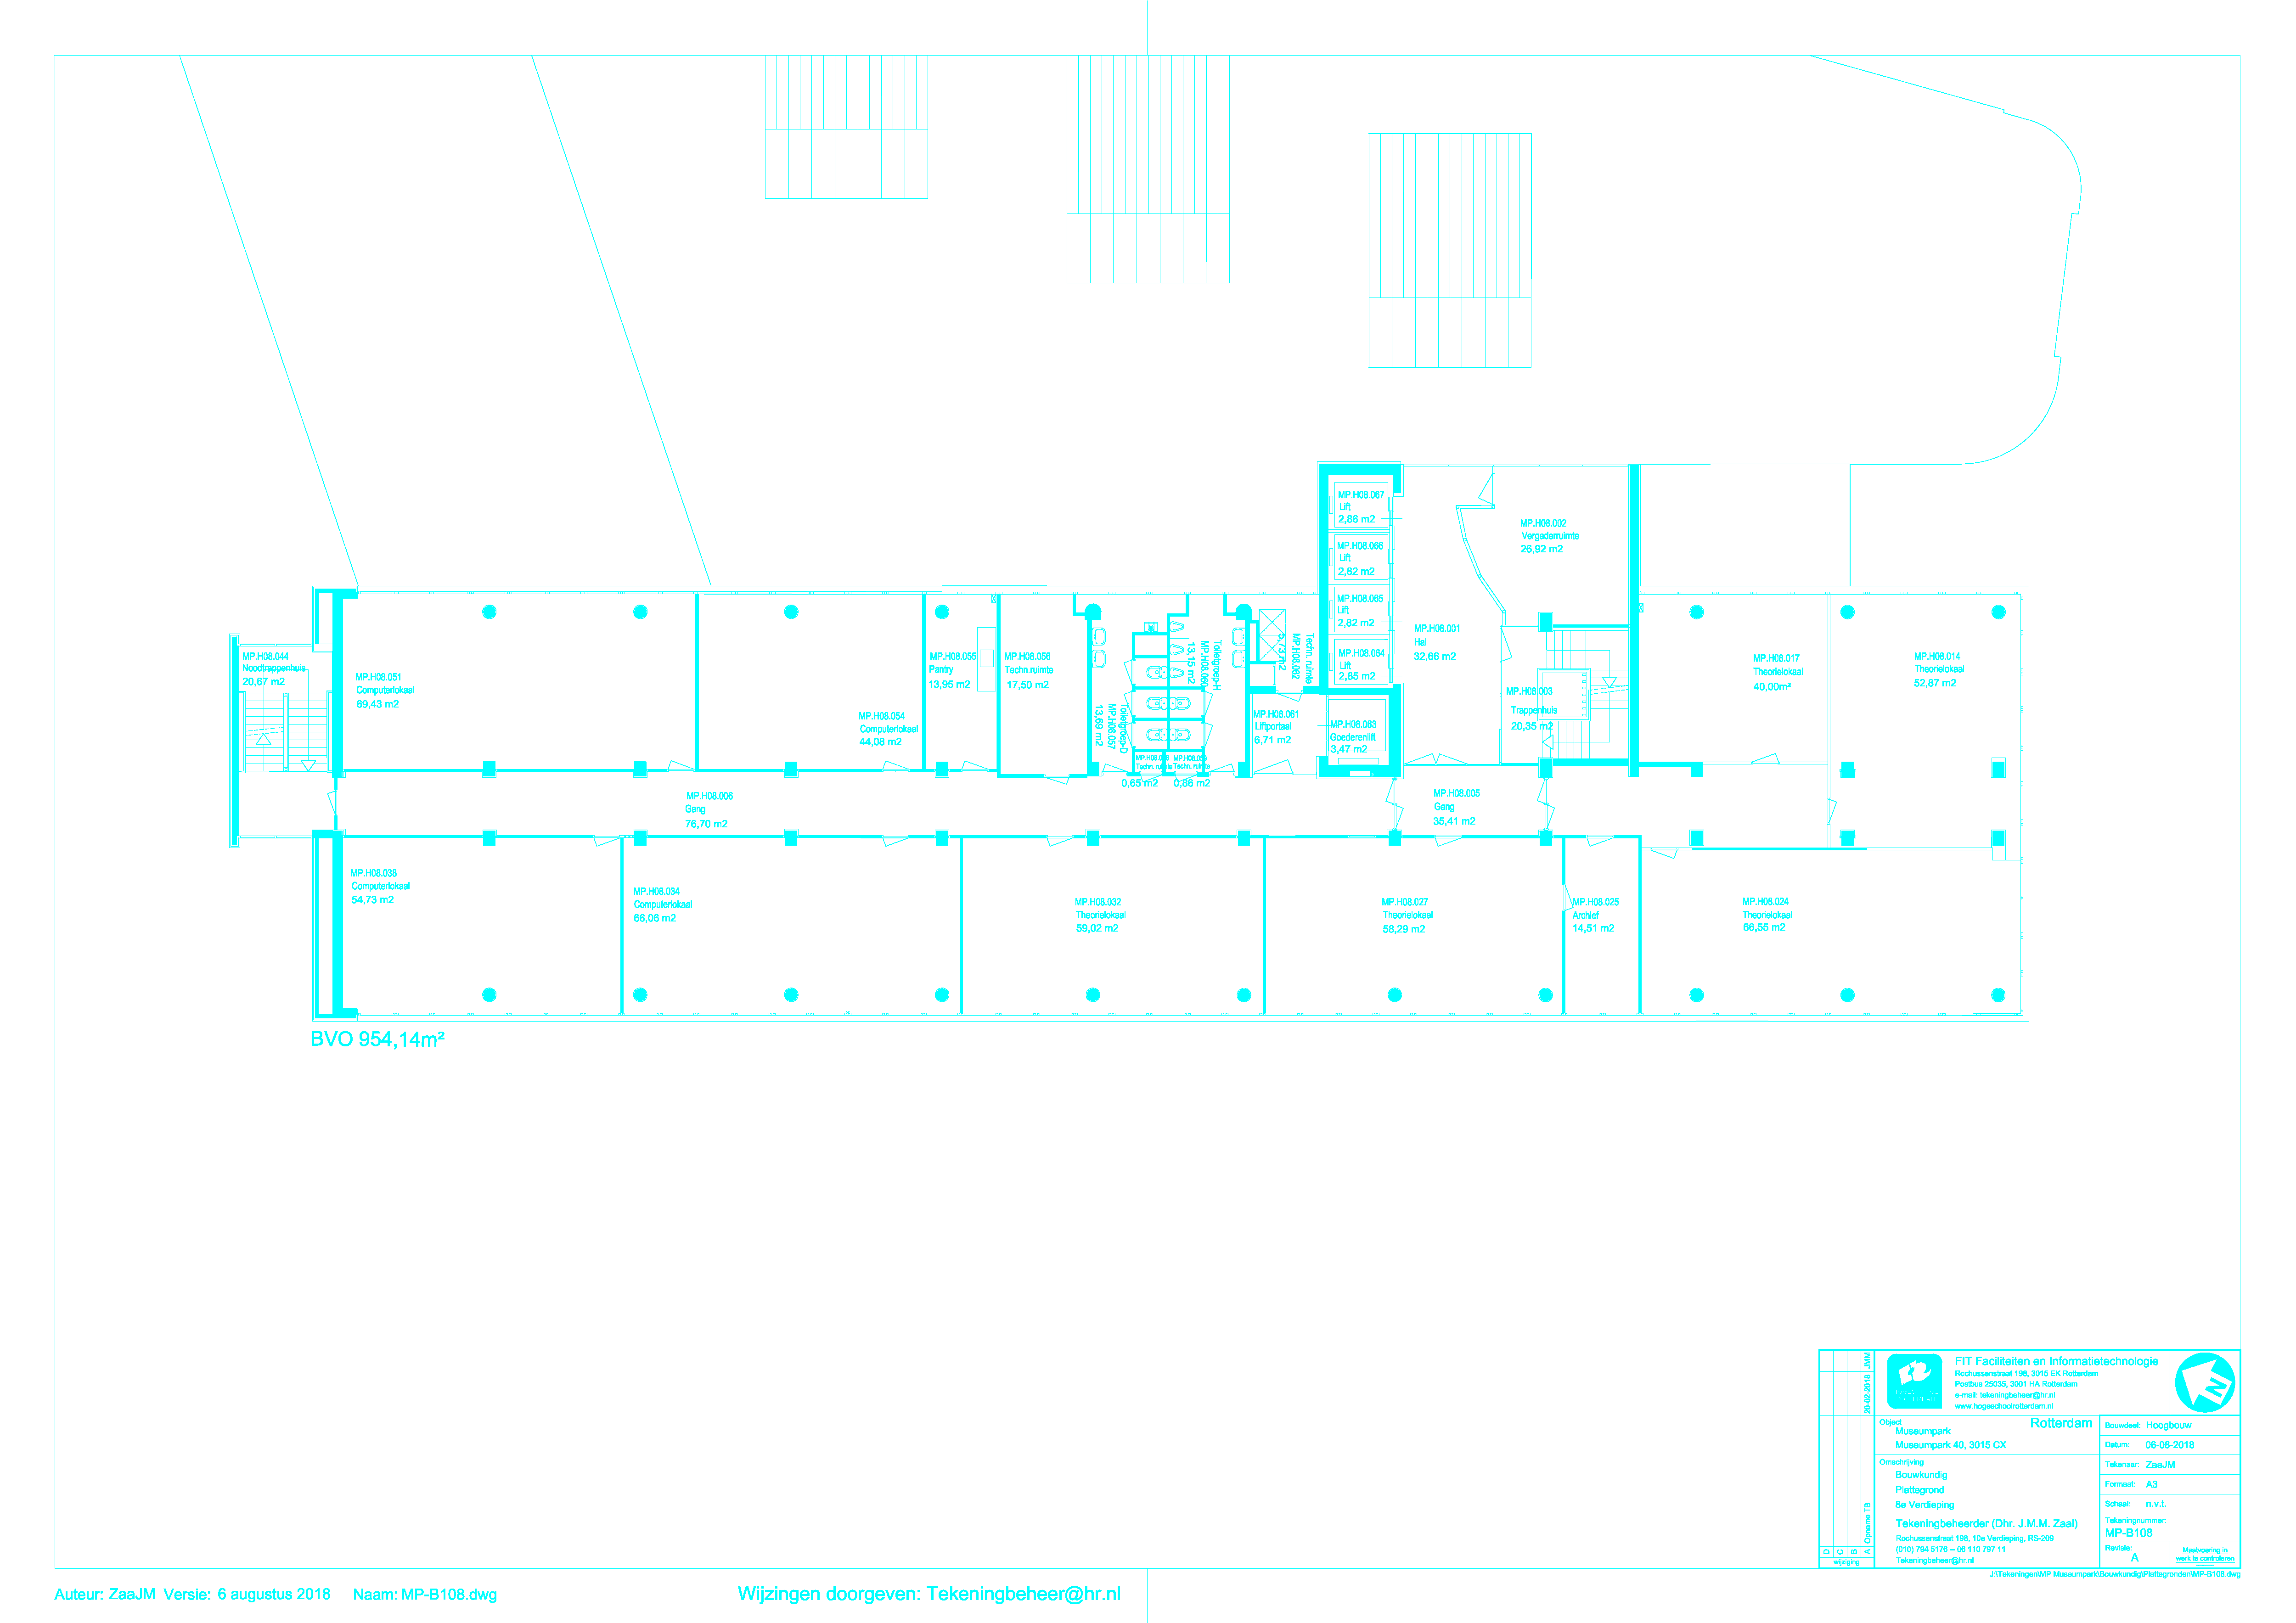 MP.H08.067
Lift
2,86 m2
MP.H08.066
Lift
2,82 m2
MP.H08.065
Lift
2,82 m2
MP.H08.064
Lift
2,85 m2
MP.H08.002
Vergaderruimte
26,92 m2
MP.H08.001
Hal
32,66 m2
MP.H08.003
Trappenhuis
20,35 m2
MP.H08.017
Theorielokaal
40,00m²
MP.H08.014
Theorielokaal
52,87 m2
MP.H08.044
Noodtrappenhuis
20,67 m2
MP.H08.051
Computerlokaal
69,43 m2
MP.H08.054
Computerlokaal
44,08 m2
MP.H08.055
Pantry
13,95 m2
MP.H08.056
Techn.ruimte
17,50 m2
Toiletgroep-D
MP.H08.057
13,69 m2
Toiletgroep-H
MP.H08.060
13,15 m2
Techn. ruimte
MP.H08.062
5,73 m2
MP.H08.061
Liftportaal
6,71 m2
MP.H08.063
Goederenlift
3,47 m2
Techn. ruimte
0,65 m2
Techn. ruimte
0,86 m2
MP.H08.006
Gang
76,70 m2
MP.H08.005
Gang
35,41 m2
MP.H08.038
Computerlokaal
54,73 m2
MP.H08.034
Computerlokaal
66,06 m2
MP.H08.032
Theorielokaal
59,02 m2
MP.H08.027
Theorielokaal
58,29 m2
MP.H08.025
Archief
14,51 m2
MP.H08.024
Theorielokaal
66,55 m2
BVO 954,14m²
FIT Faciliteiten en Informatietechnologie
Rochussenstraat 198, 3015 EK Rotterdam
Postbus 25035, 3001 HA Rotterdam
e-mail: tekeningbeheer@hr.nl
www.hogeschoolrotterdam.nl
Object
Rotterdam
Museumpark
Museumpark 40, 3015 CX
Omschrijving
Bouwkundig
Plattegrond
8e Verdieping
Tekeningbeheerder (Dhr. J.M.M. Zaal)
Rochussenstraat 198, 10e Verdieping, RS-209
(010) 794 5176 – 06 110 797 11
Tekeningbeheer@hr.nl
Bouwdeel: Hoogbouw
Datum: 06-08-2018
Tekenaar: ZaaJM
Formaat: A3
Schaal: n.v.t.
Tekeningnummer:
MP-B108
Revisie:
A
Maatvoering in
werk te controleren
D
C
B
A Opname TB 20-02-2018 JMM
wijziging
J:\Tekeningen\MP Museumpark\Bouwkundig\Plattegronden\MP-B108.dwg
Auteur: ZaaJM Versie: 6 augustus 2018 Naam: MP-B108.dwg
Wijzingen doorgeven: Tekeningbeheer@hr.nl